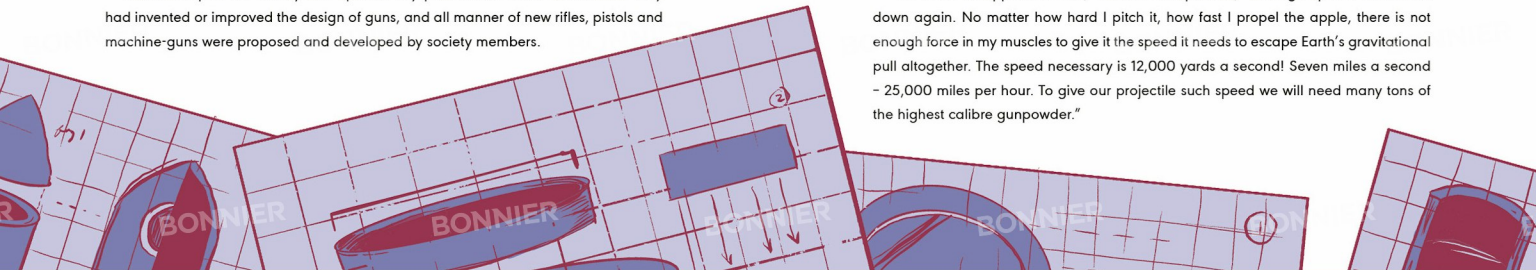 had invented or improved the design of guns, and all manner of new rifles, pistols and
machine-guns were proposed and developed by society members.
down again. No matter how hard I pitch it, how fast I propel the apple, there is not
enough force in my muscles to give it the speed it needs to escape Earth’s gravitational
pull altogether. The speed necessary is 12,000 yards a second! Seven miles a second
– 25,000 miles per hour. To give our projectile such speed we will need many tons of
the highest calibre gunpowder.”
2
BONNIER
BONNIER
BONNIER
BONNIER